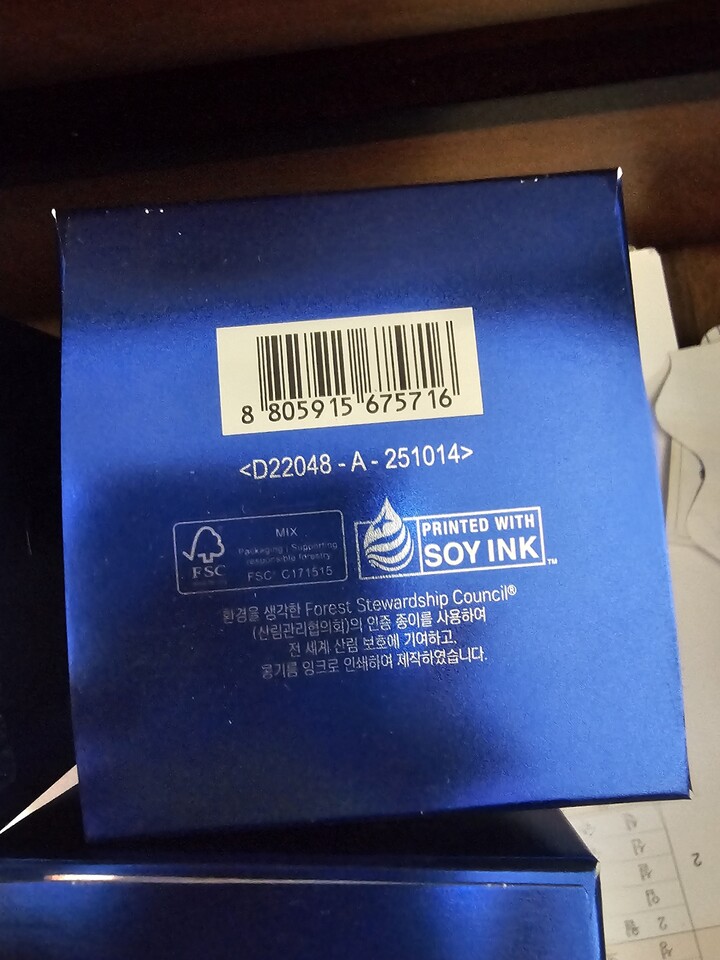 8 805915 675716
<D22048 - A - 251014>
FSC
MIX
Packaging | Supporting
responsible forestry
FSC® C171515
PRINTED WITH
SOY INK™
환경을 생각한 Forest Stewardship Council®
(산림관리협의회)의 인증 종이를 사용하여
전 세계 산림 보호에 기여하고,
콩기름 잉크로 인쇄하여 제작하였습니다.
2